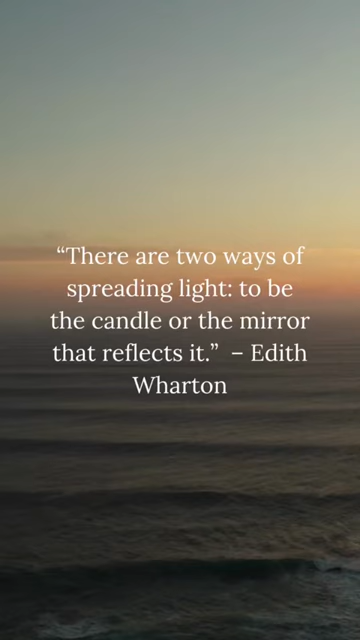 “There are two ways of
spreading light: to be
the candle or the mirror
that reflects it.”  – Edith
Wharton